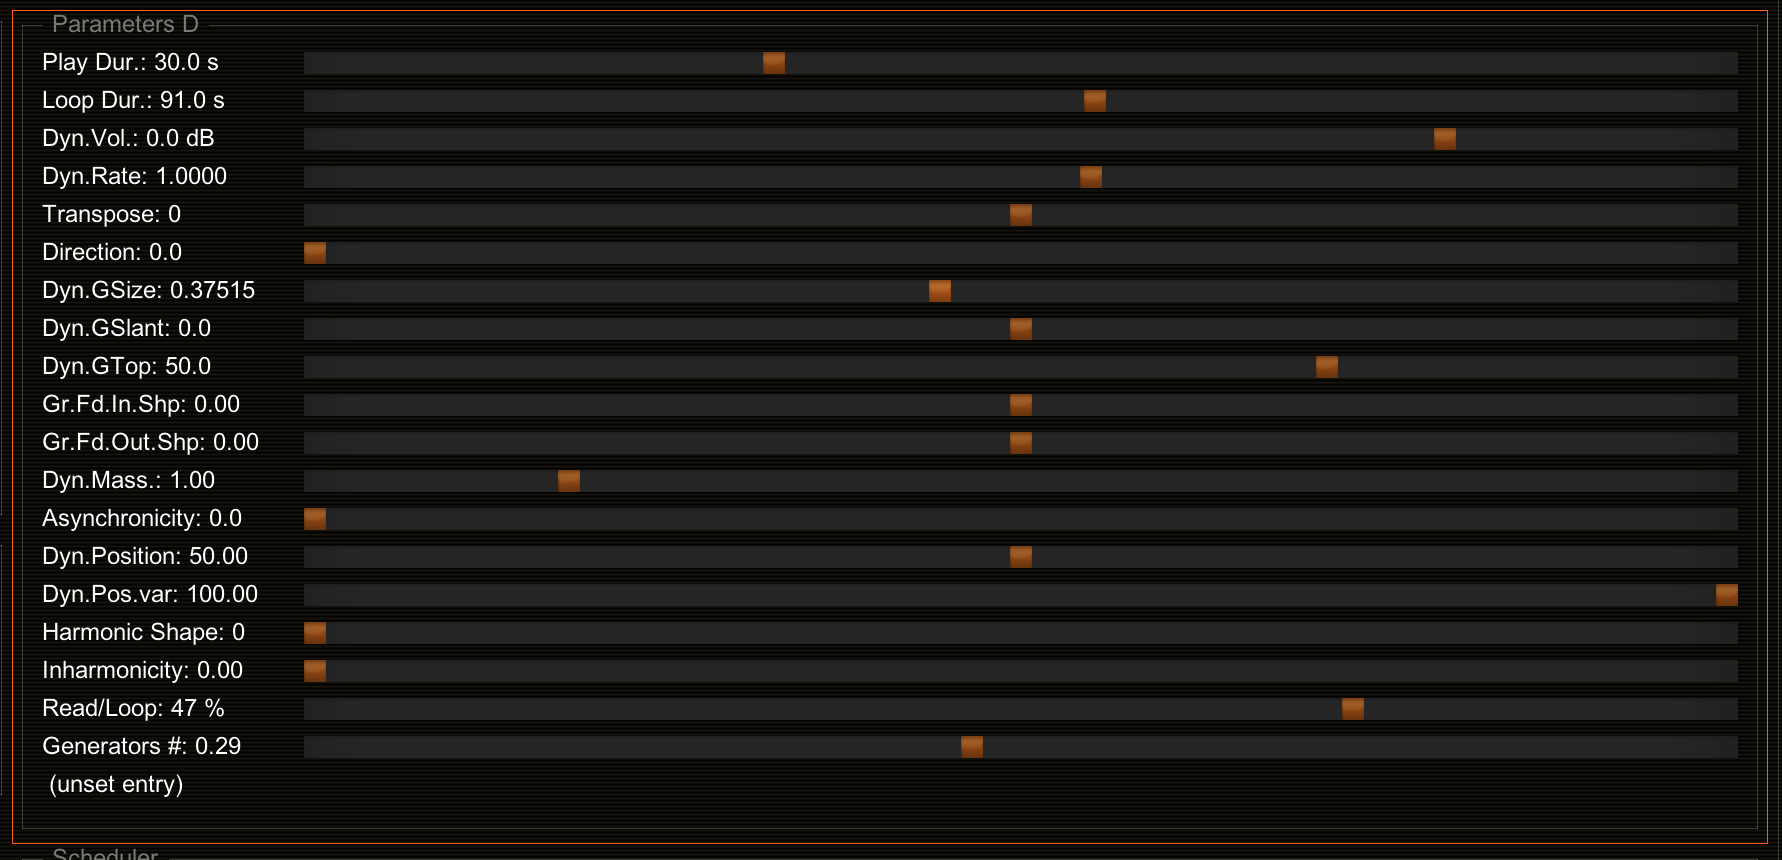 Parameters D
Play Dur.: 30.0 s
Loop Dur.: 91.0 s
Dyn.Vol.: 0.0 dB
Dyn.Rate: 1.0000
Transpose: 0
Direction: 0.0
Dyn.GSize: 0.37515
Dyn.GSlant: 0.0
Dyn.GTop: 50.0
Gr.Fd.In.Shp: 0.00
Gr.Fd.Out.Shp: 0.00
Dyn.Mass.: 1.00
Asynchronicity: 0.0
Dyn.Position: 50.00
Dyn.Pos.var: 100.00
Harmonic Shape: 0
Inharmonicity: 0.00
Read/Loop: 47 %
Generators #: 0.29
(unset entry)
Scheduler